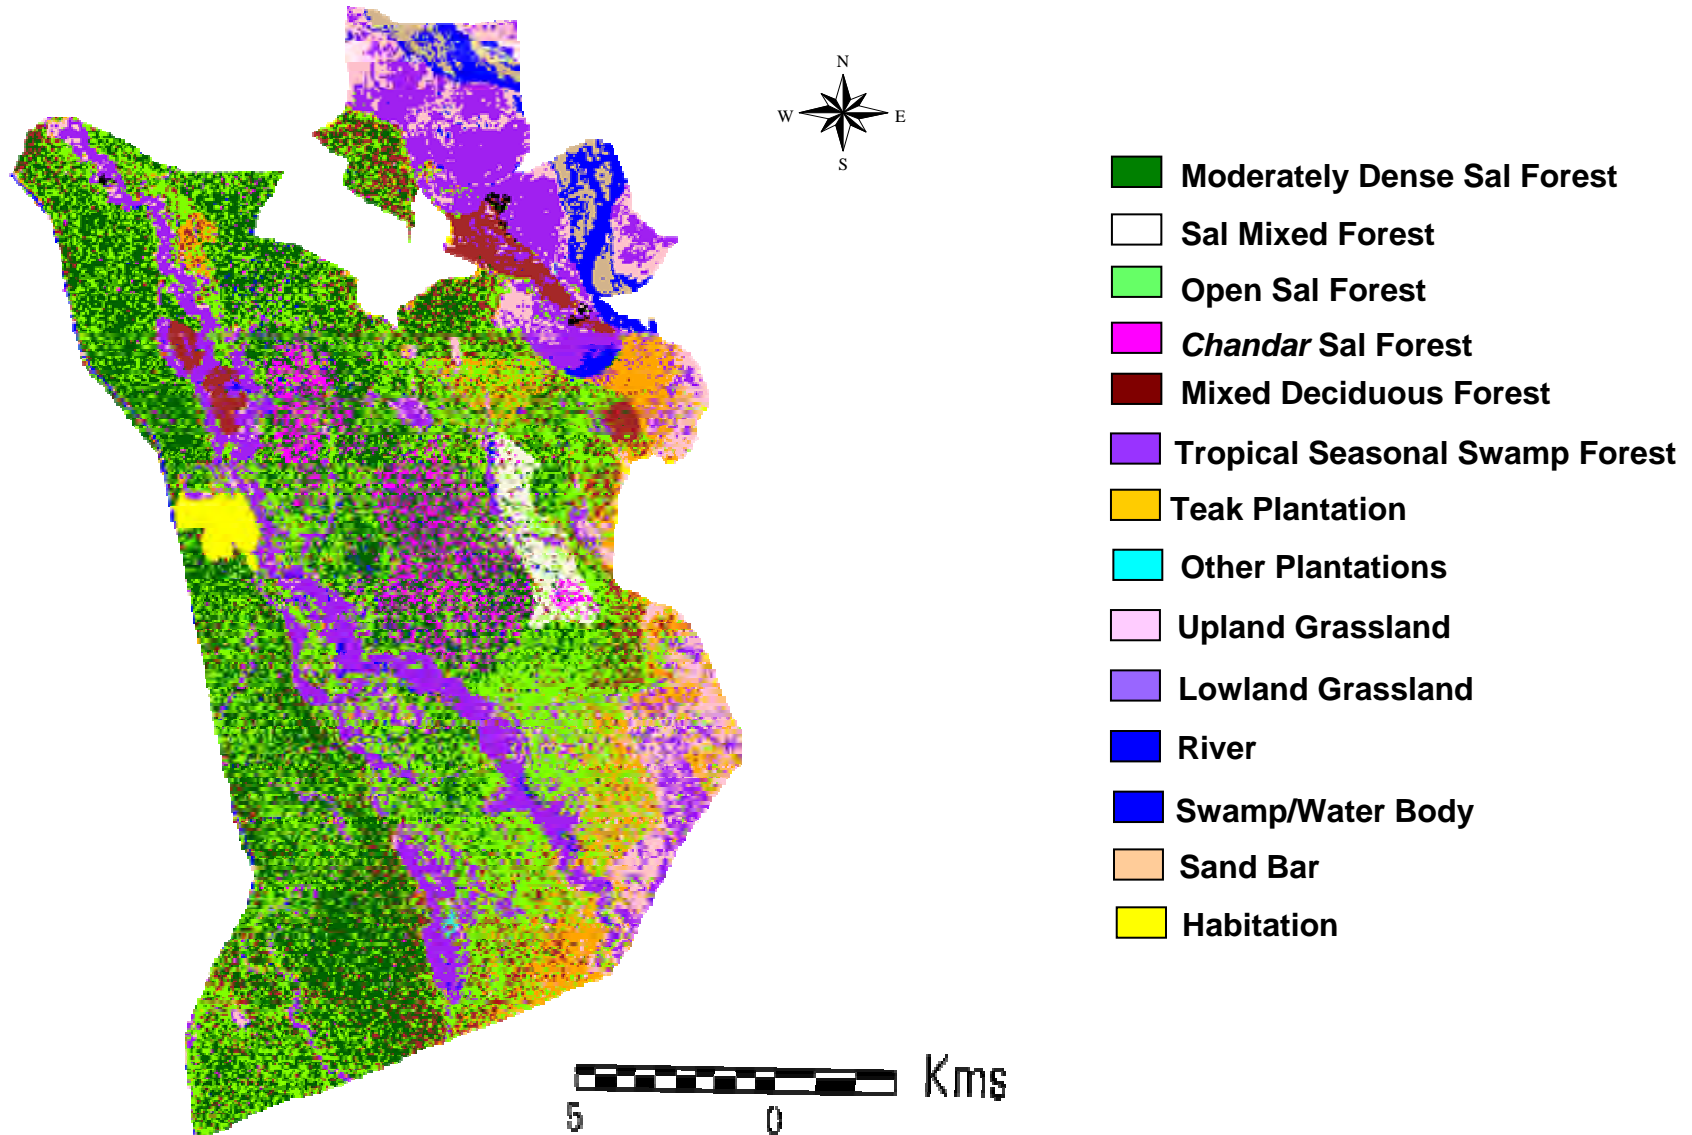 N
W E
S
Moderately Dense Sal Forest
Sal Mixed Forest
Open Sal Forest
Chandar Sal Forest
Mixed Deciduous Forest
Tropical Seasonal Swamp Forest
Teak Plantation
Other Plantations
Upland Grassland
Lowland Grassland
River
Swamp/Water Body
Sand Bar
Habitation
Kms
5 0